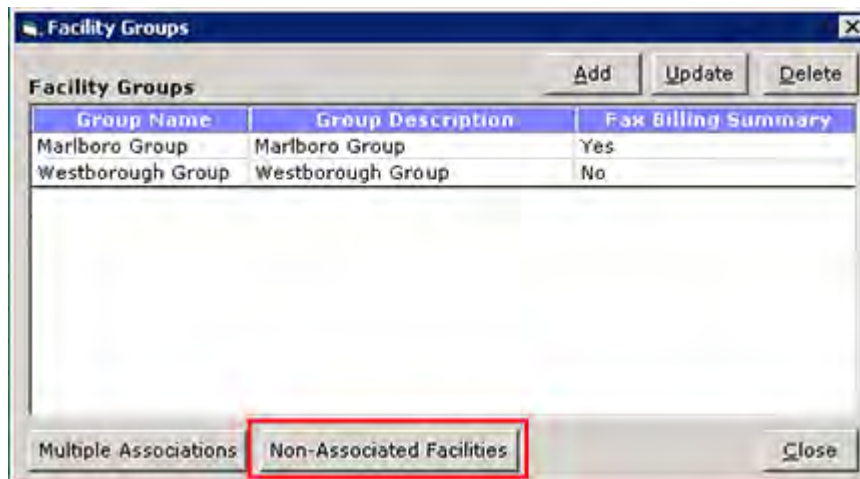 Facility Groups
Add Update Delete
Facility Groups
Group Name Group Description Fax Billing Summary
Marlboro Group Marlboro Group Yes
Westborough Group Westborough Group No
Multiple Associations Non-Associated Facilities Close